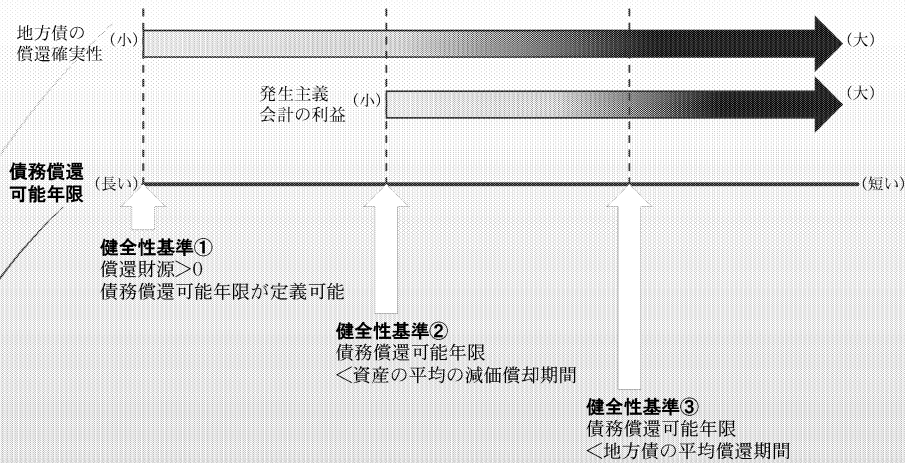 地方債の
償還確実性
(小)
(大)
発生主義
会計の利益
(小)
(大)
債務償還
可能年限
(長い)
(短い)
健全性基準①
償還財源>0
債務償還可能年限が定義可能
健全性基準②
債務償還可能年限
<資産の平均の減価償却期間
健全性基準③
債務償還可能年限
<地方債の平均償還期間